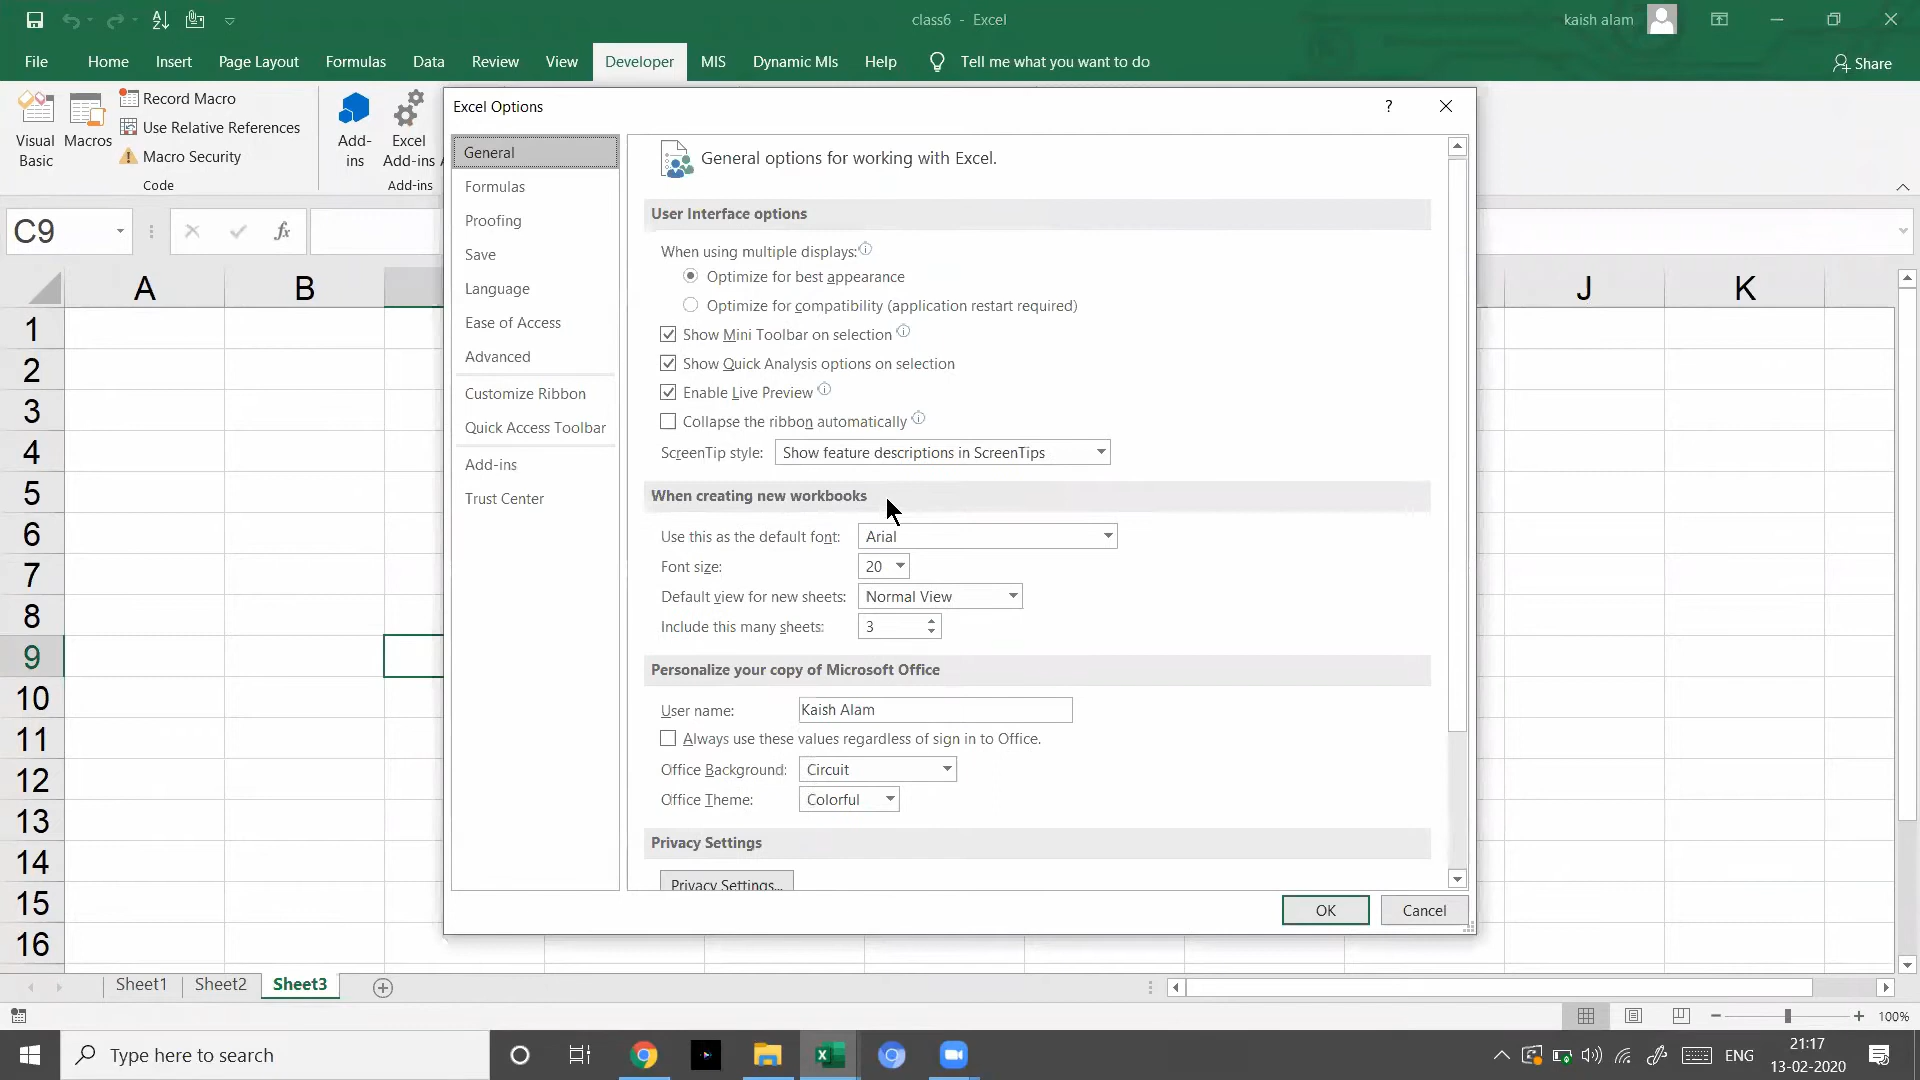 class6 - Excel
kaish alam
File Home Insert Page Layout Formulas Data Review View Developer MIS Dynamic MIs Help Tell me what you want to do
Share
Visual Basic
Macros
Record Macro
Use Relative References
Macro Security
Code
Add-ins
Excel Add-ins
Add-ins
C9
fx
Excel Options
?
General
Formulas
Proofing
Save
Language
Ease of Access
Advanced
Customize Ribbon
Quick Access Toolbar
Add-ins
Trust Center
General options for working with Excel.
User Interface options
When using multiple displays:
Optimize for best appearance
Optimize for compatibility (application restart required)
Show Mini Toolbar on selection
Show Quick Analysis options on selection
Enable Live Preview
Collapse the ribbon automatically
ScreenTip style: Show feature descriptions in ScreenTips
When creating new workbooks
Use this as the default font: Arial
Font size: 20
Default view for new sheets: Normal View
Include this many sheets: 3
Personalize your copy of Microsoft Office
User name: Kaish Alam
Always use these values regardless of sign in to Office.
Office Background: Circuit
Office Theme: Colorful
Privacy Settings
Privacy Settings...
OK Cancel
A B J K
1
2
3
4
5
6
7
8
9
10
11
12
13
14
15
16
Sheet1 Sheet2 Sheet3
100%
Type here to search
ENG
21:17
13-02-2020